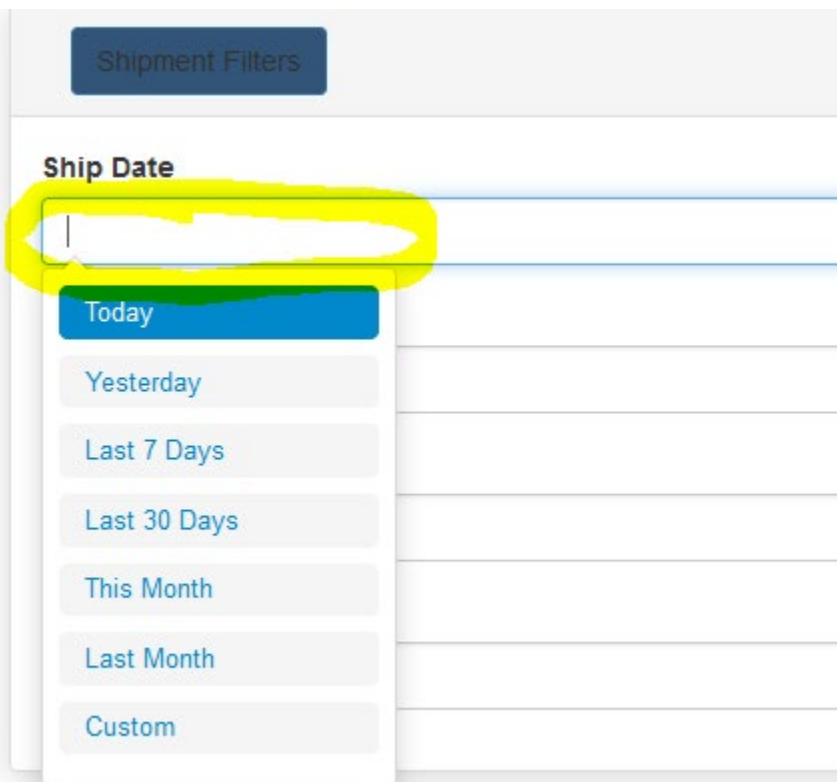 Shipment Filters
Ship Date
Today
Yesterday
Last 7 Days
Last 30 Days
This Month
Last Month
Custom